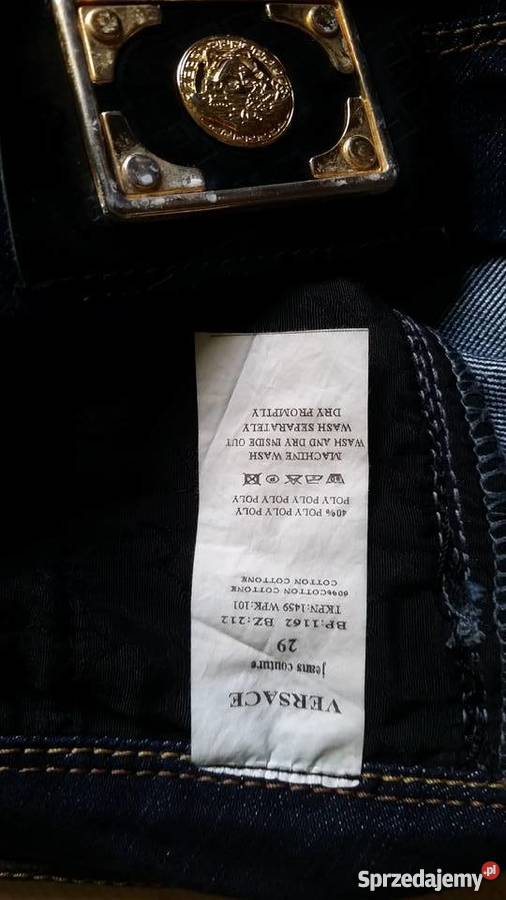 VERSACE
jeans couture
29
BP:1162 BZ:212
TKPN:1459 WPK:101
60%COTTON COTTONE
COTTON COTTONE
40% POLY POLY POLY
POLY POLY POLY POLY
MACHINE WASH
WASH AND DRY INSIDE OUT
WASH SEPARATELY
DRY PROMPTILY
Sprzedajemy.pl